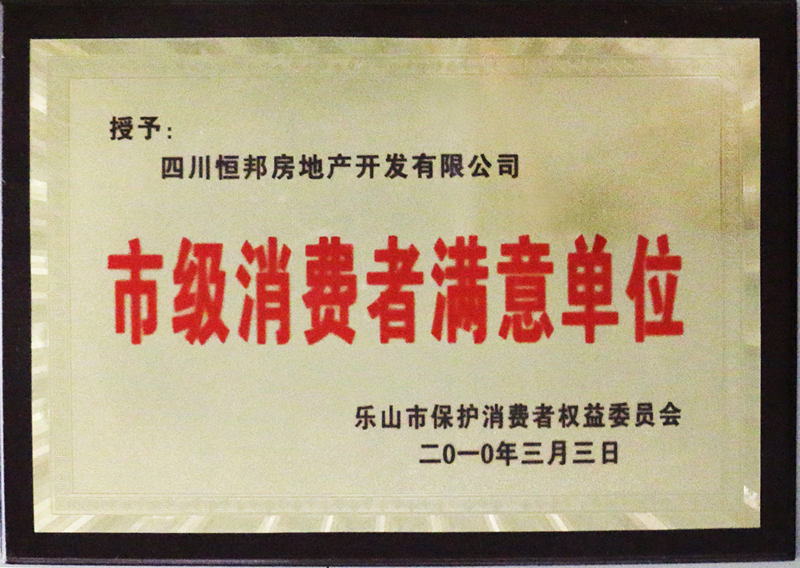 授予:
四川恒邦房地产开发有限公司
市级消费者满意单位
乐山市保护消费者权益委员会
二0一0年三月三日